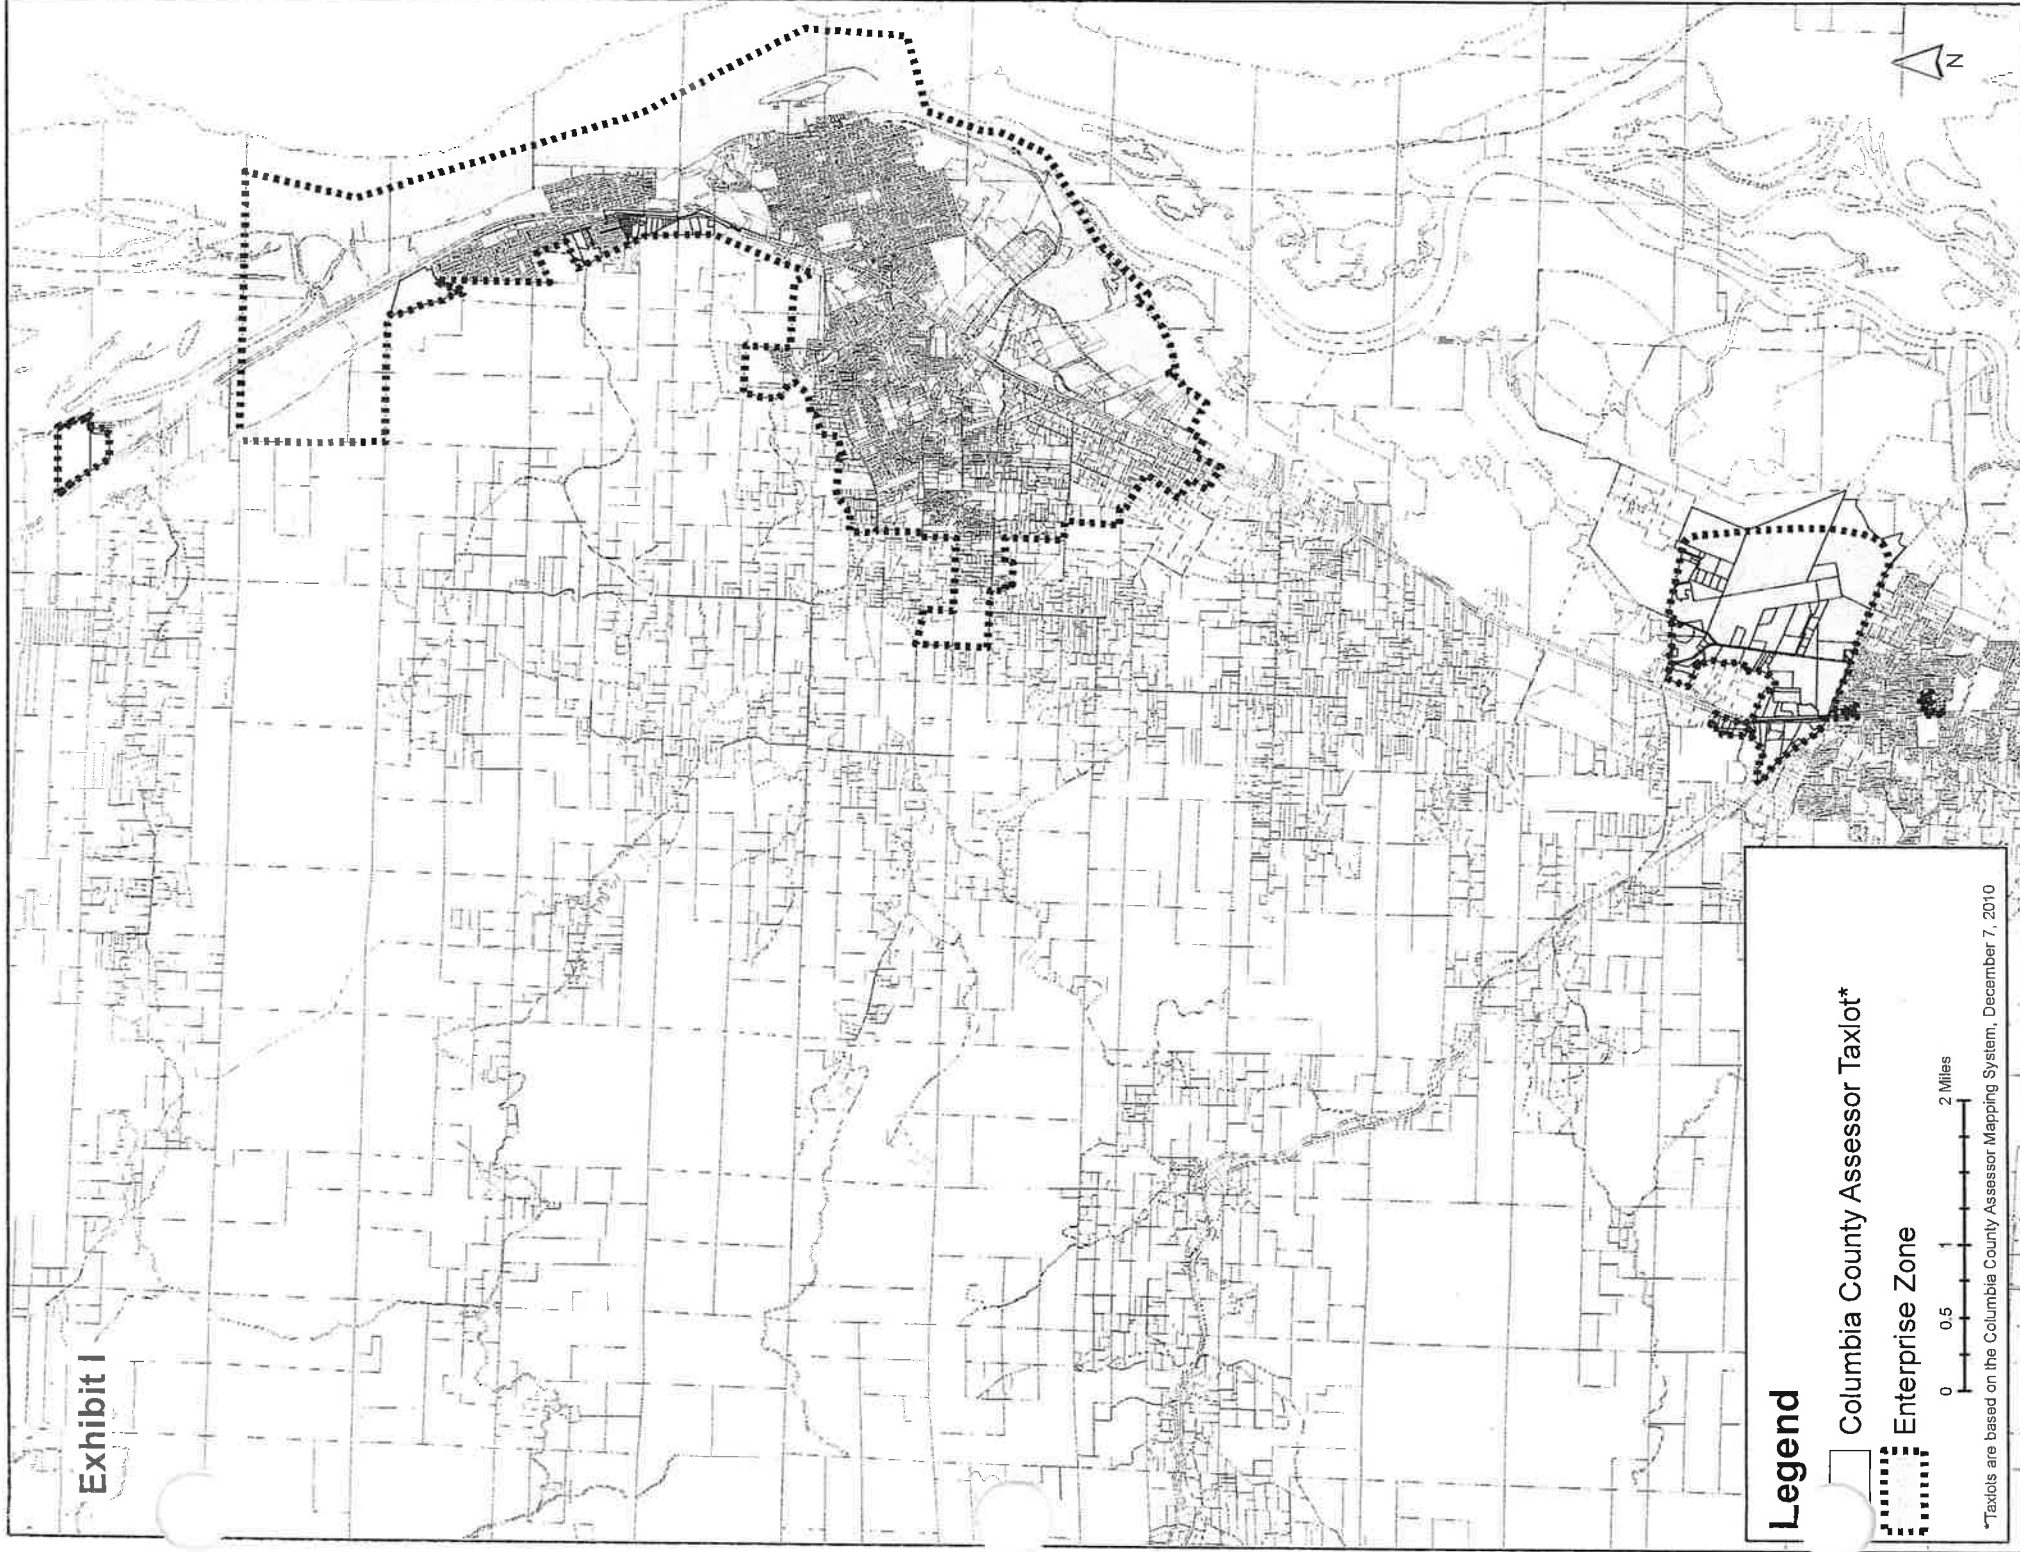 Exhibit I
N
Legend
Columbia County Assessor Taxlot*
Enterprise Zone
0 0.5 1 2 Miles
*Taxlots are based on the Columbia County Assessor Mapping System, December 7, 2010